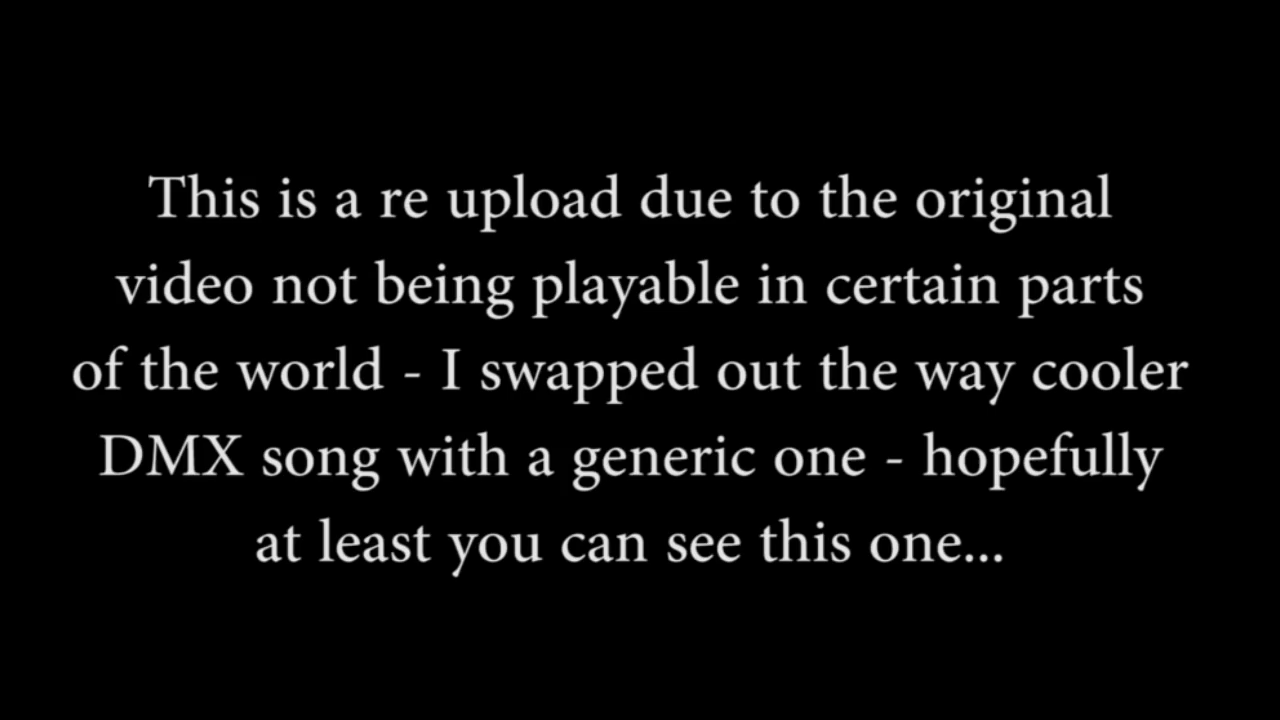 This is a re upload due to the original
video not being playable in certain parts
of the world - I swapped out the way cooler
DMX song with a generic one - hopefully
at least you can see this one...